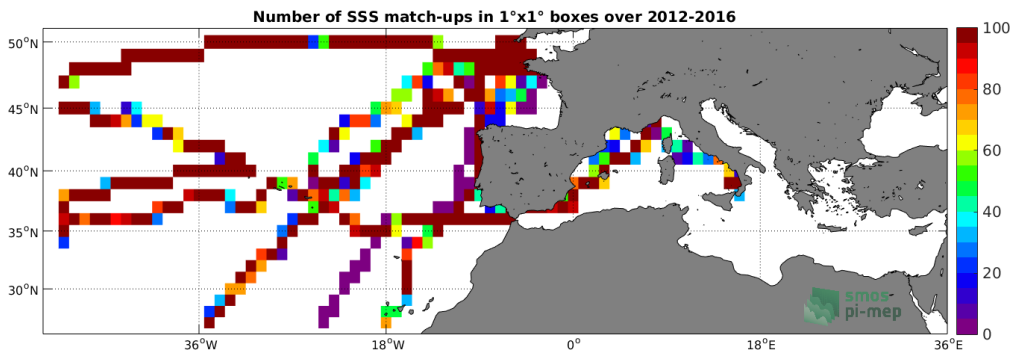 Number of SSS match-ups in 1°x1° boxes over 2012-2016
50°N
45°N
40°N
35°N
30°N
36°W
18°W
0°
18°E
36°E
100
80
60
40
20
0
smos
pi-mep